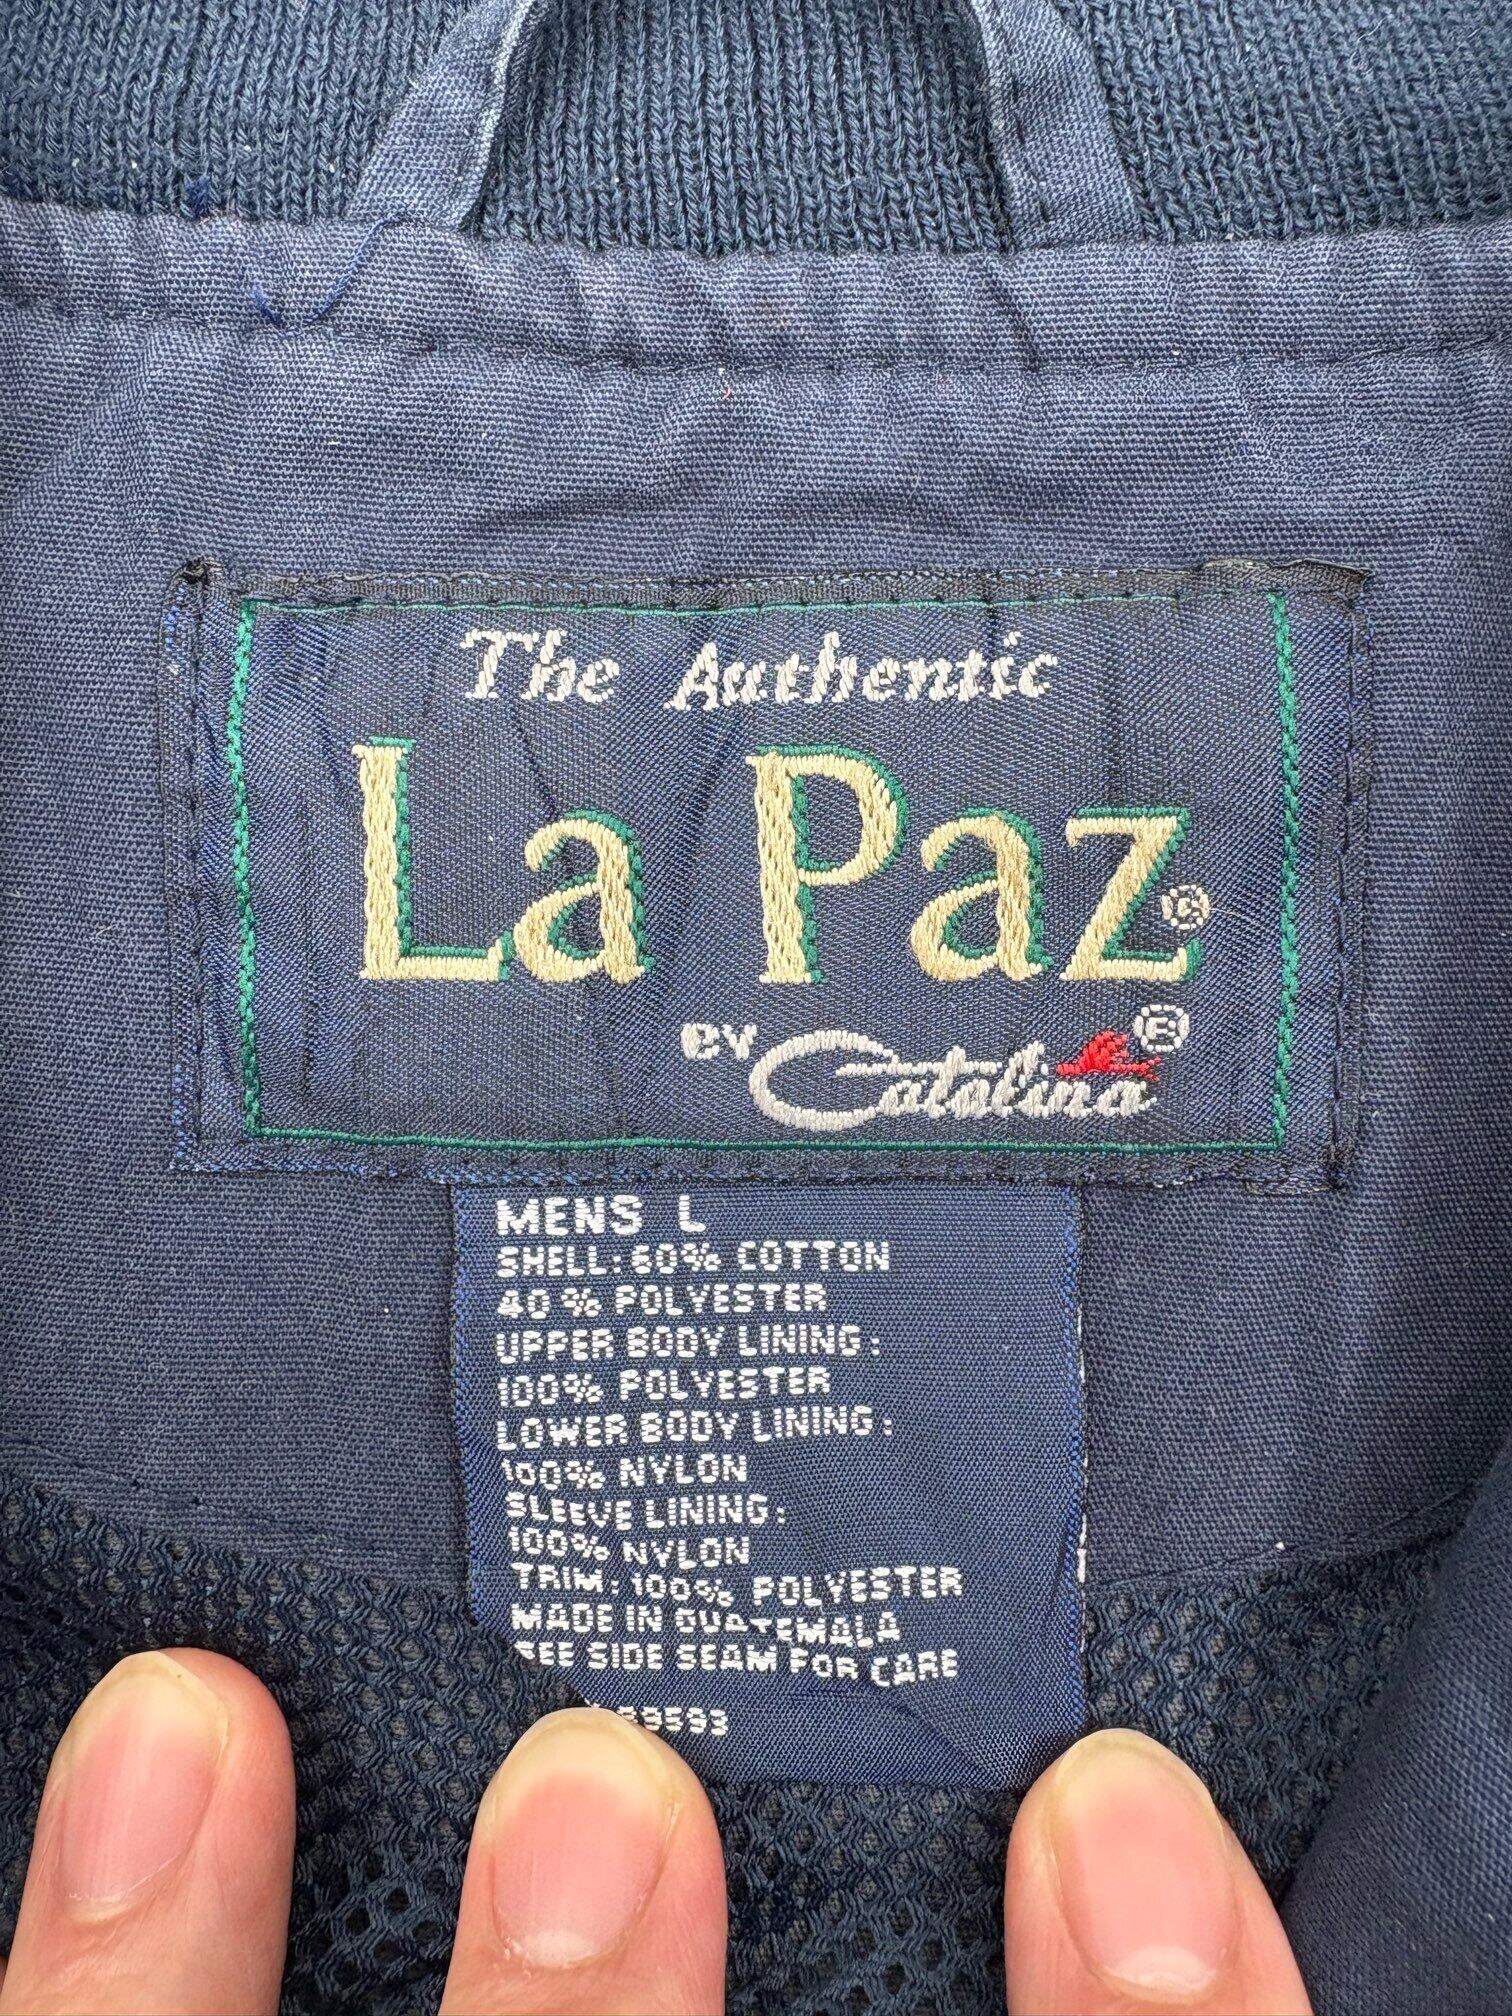 The Authentic
La Paz®
BY Catalina®
MENS L
SHELL: 60% COTTON
40% POLYESTER
UPPER BODY LINING:
100% POLYESTER
LOWER BODY LINING:
100% NYLON
SLEEVE LINING:
100% NYLON
TRIM: 100% POLYESTER
MADE IN GUATEMALA
SEE SIDE SEAM FOR CARE